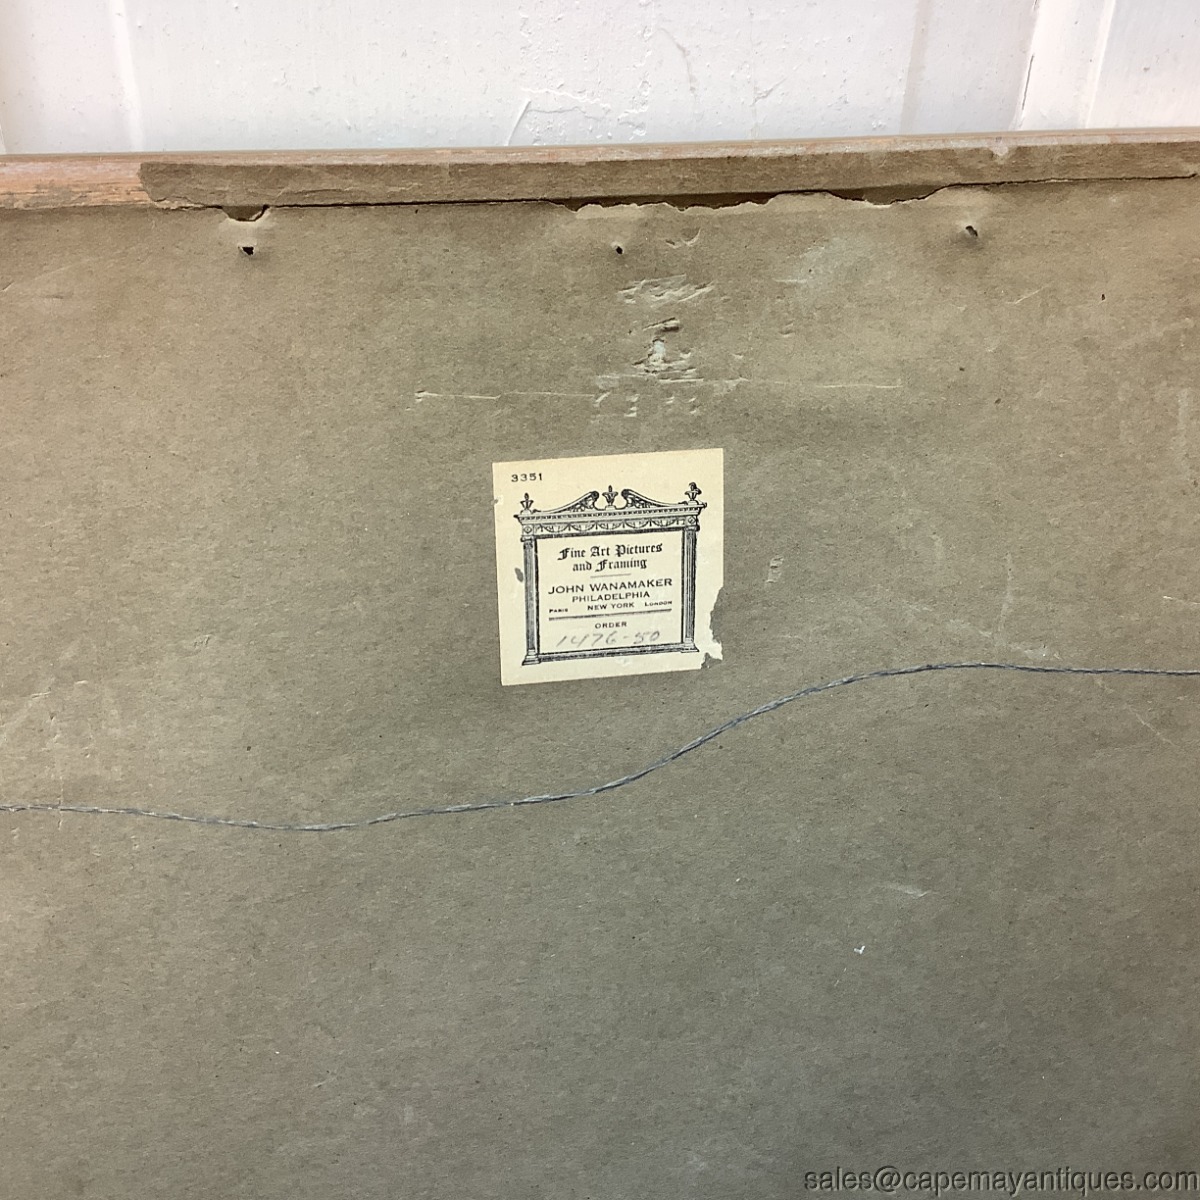 3351
Fine Art Pictures
and Framing
JOHN WANAMAKER
PHILADELPHIA
PARIS NEW YORK LONDON
ORDER
1476-50
sales@capemayantiques.com